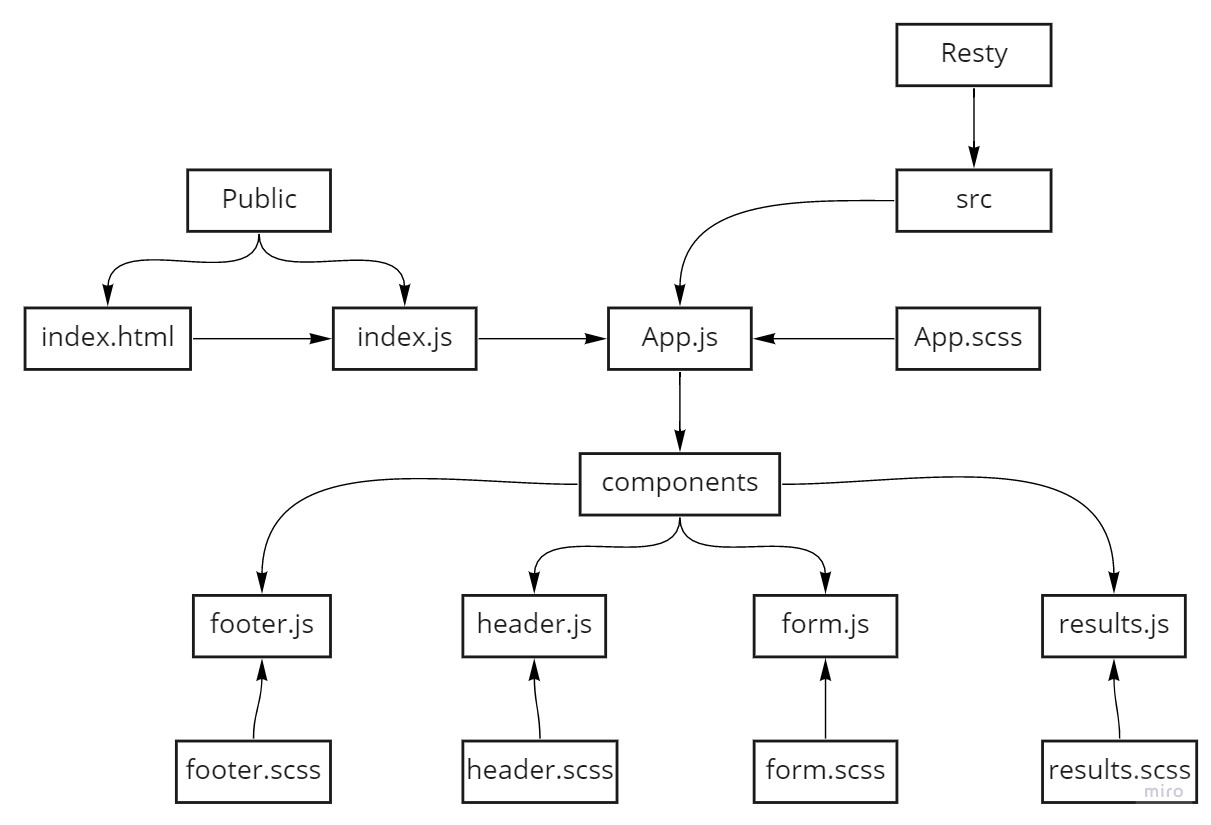 Resty
Public
src
index.html
index.js
App.js
App.scss
components
footer.js
header.js
form.js
results.js
footer.scss
header.scss
form.scss
results.scss
miro